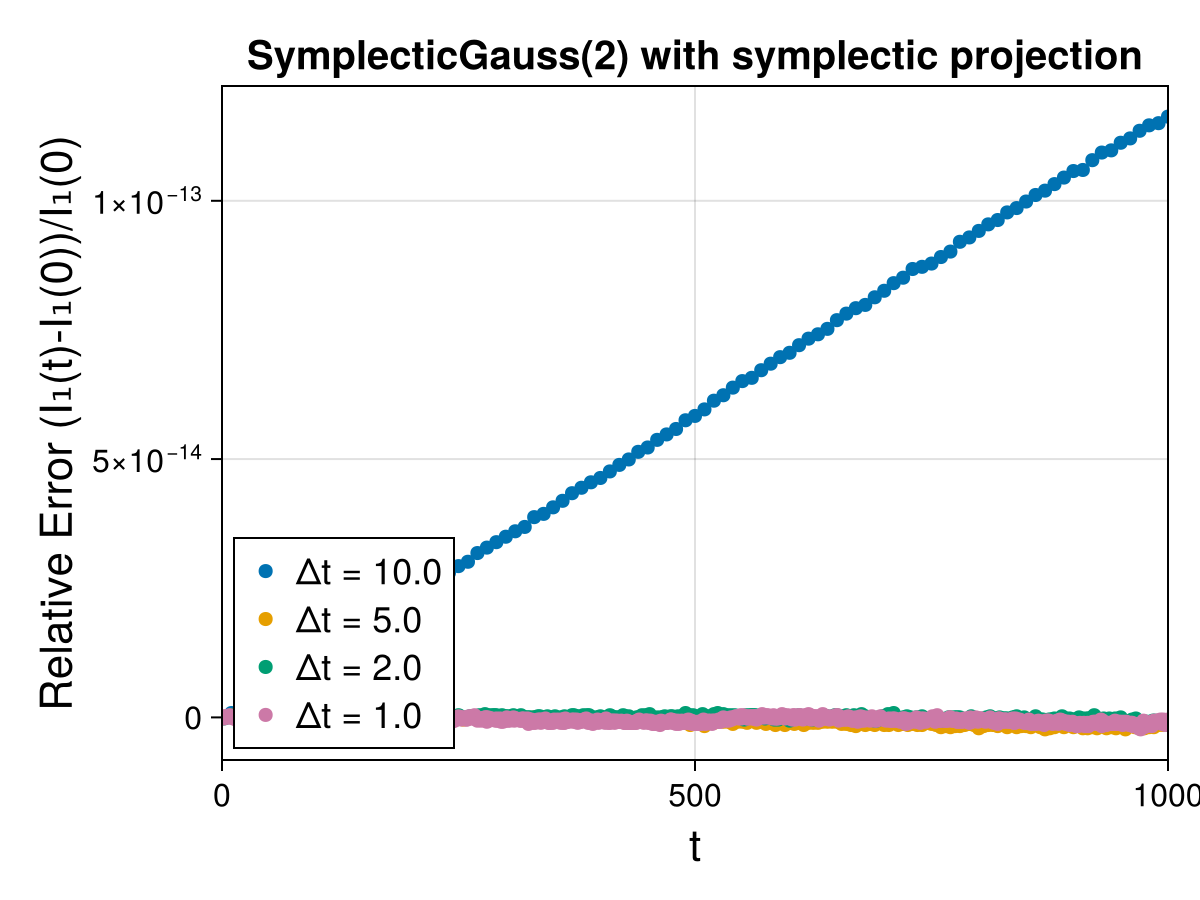 SymplecticGauss(2) with symplectic projection
Relative Error (I₁(t)-I₁(0))/I₁(0)
1×10⁻¹³
5×10⁻¹⁴
0
Δt = 10.0
Δt = 5.0
Δt = 2.0
Δt = 1.0
0 500 1000
t